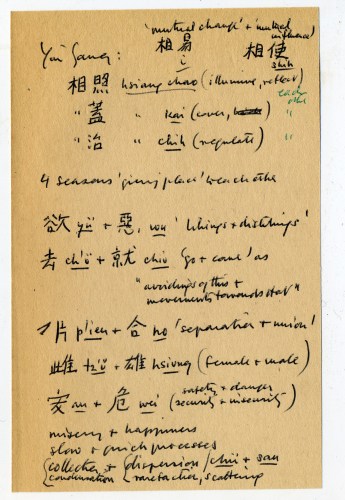 'mutual change' + 'mutual influence'
Yin Yang: 相易 i 相使 shih
相照 hsiang chao (illumine, reflect) each other
" 蓋 " kai (cover, "
" 治 " chih (regulate) "
4 seasons 'giving place' to each other
欲 yü + 惡, wu 'likings + dislikings'
去 ch'ü + 就 chiu 'go + come' as
"avoidings of this + movements towards that"
片 p'ien + 合 ho 'separation + union'
雌 tz'ü + 雄 hsiung (female + male)
安 an + 危 wei (safety + danger
(security + insecurity)
misery + happiness
slow + quick processes
collection + dispersion / chü + san
condensation rarefaction, scattering